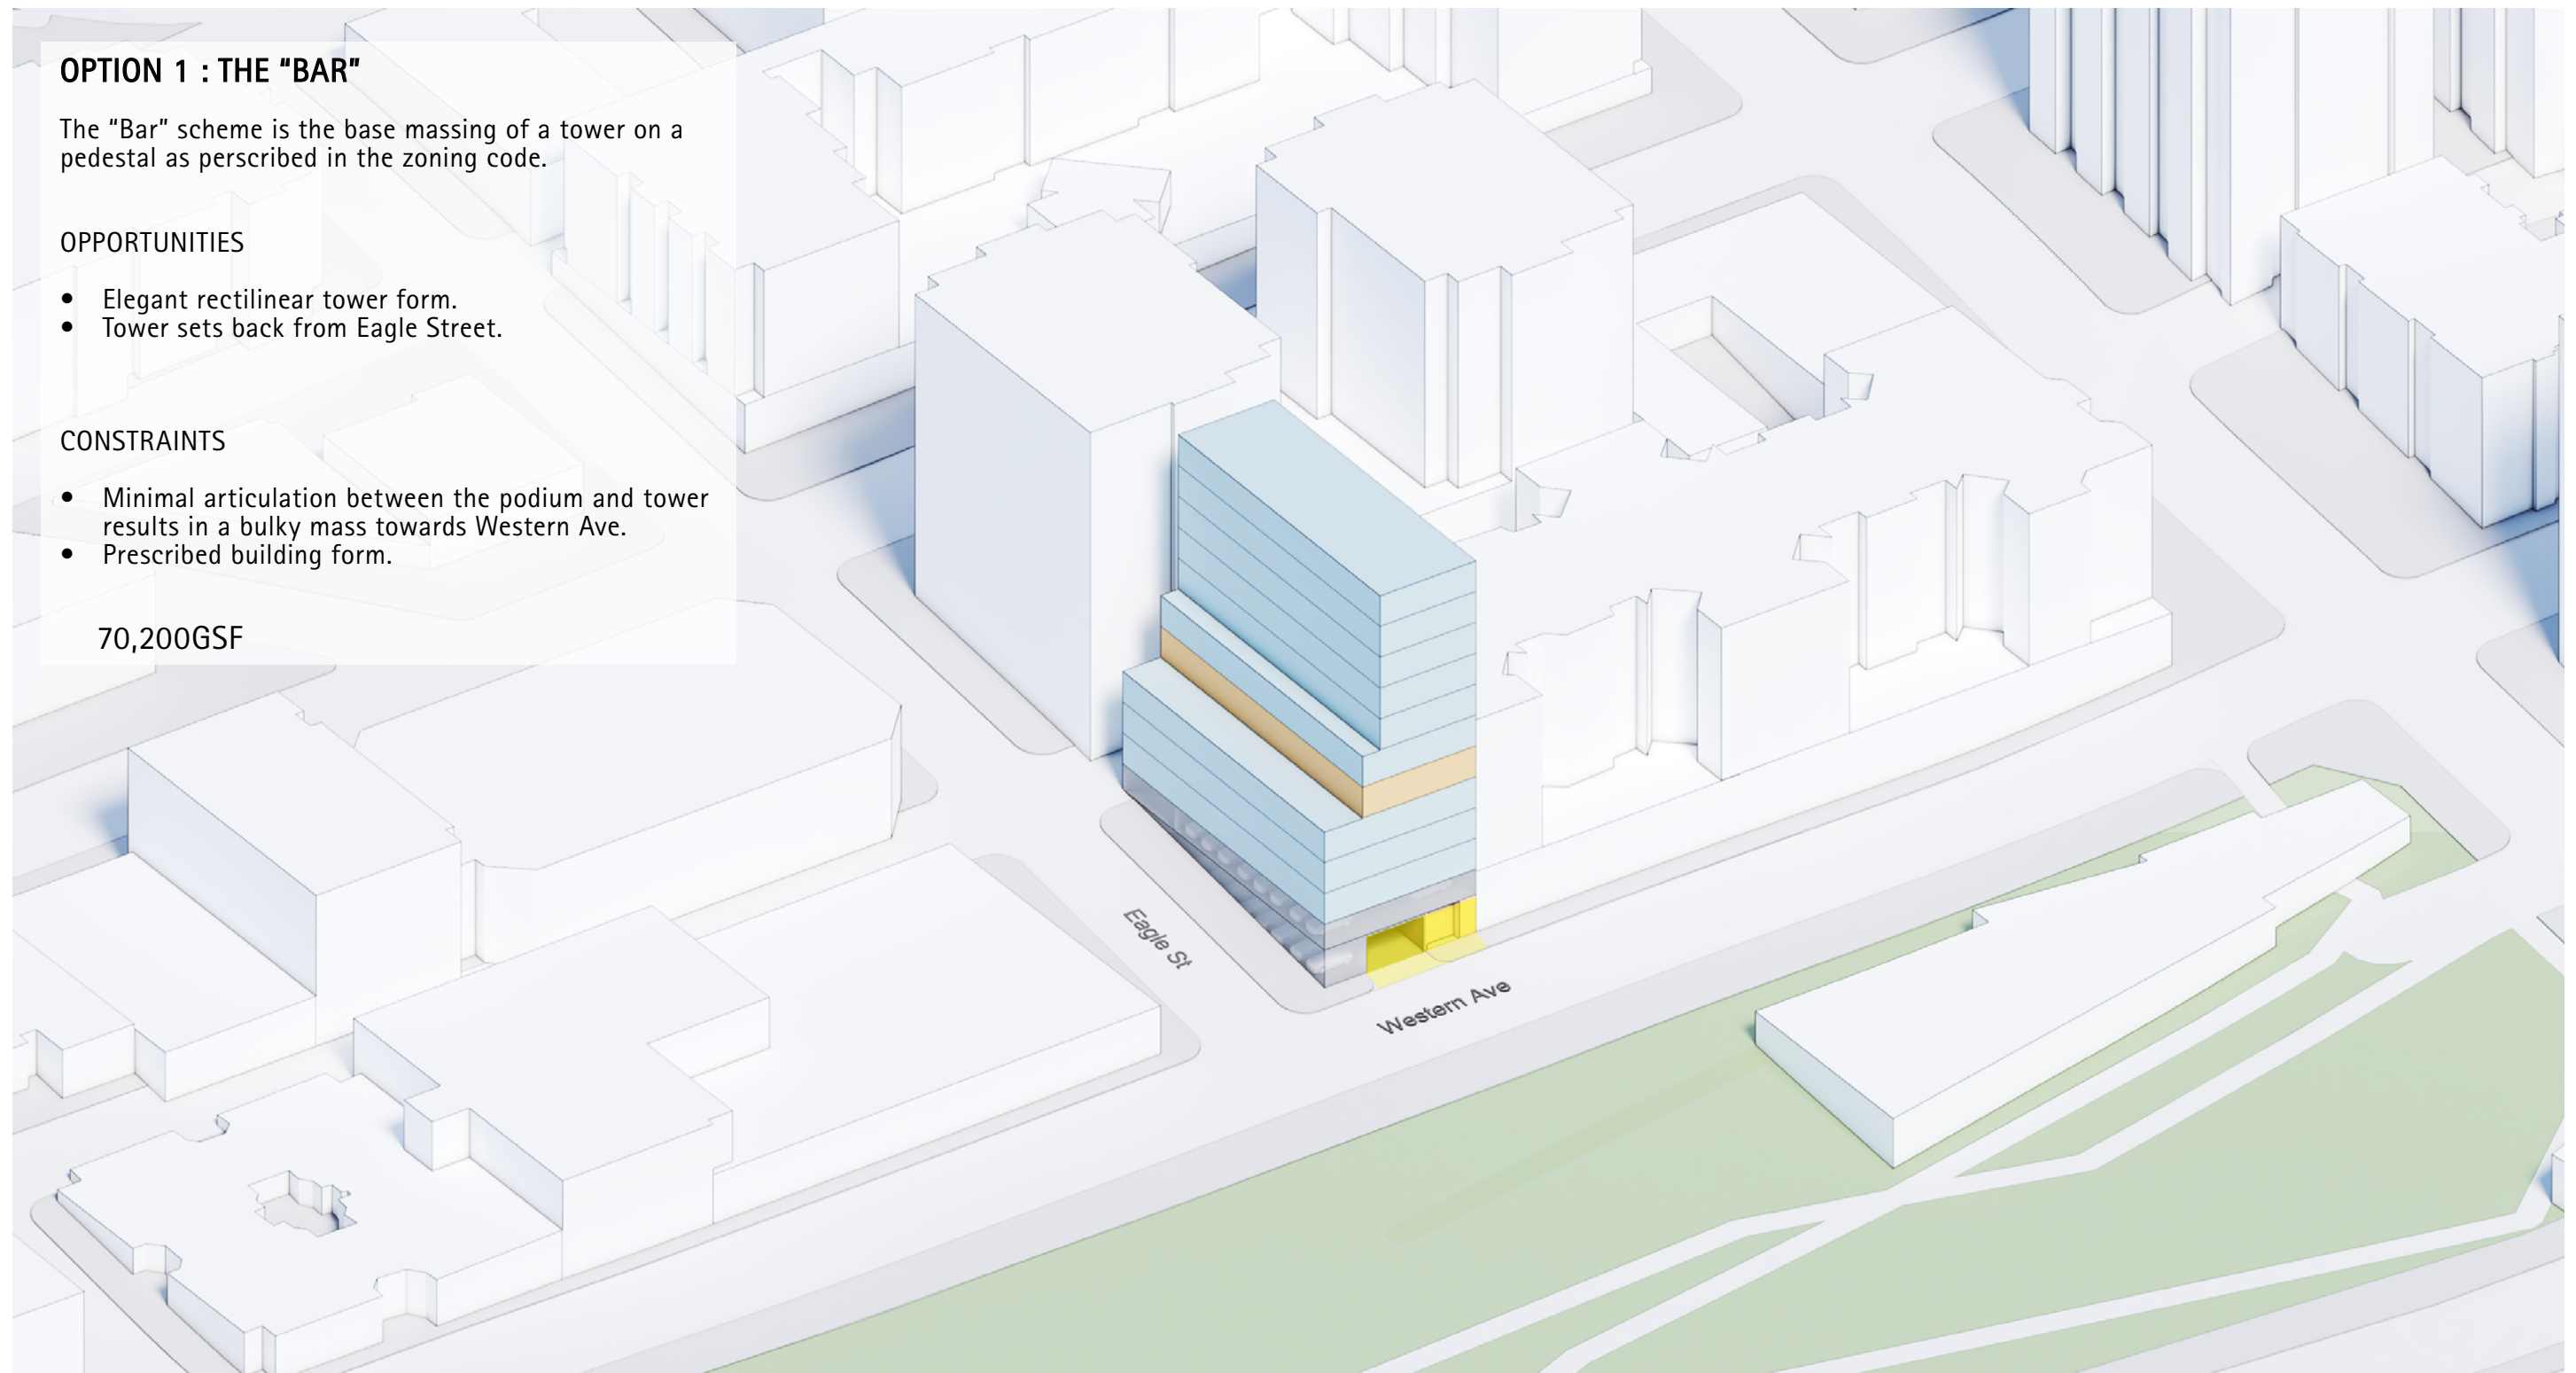 OPTION 1 : THE "BAR"
The "Bar" scheme is the base massing of a tower on a
pedestal as perscribed in the zoning code.
OPPORTUNITIES
• Elegant rectilinear tower form.
• Tower sets back from Eagle Street.
CONSTRAINTS
• Minimal articulation between the podium and tower
results in a bulky mass towards Western Ave.
• Prescribed building form.
70,200GSF
Eagle St
Western Ave